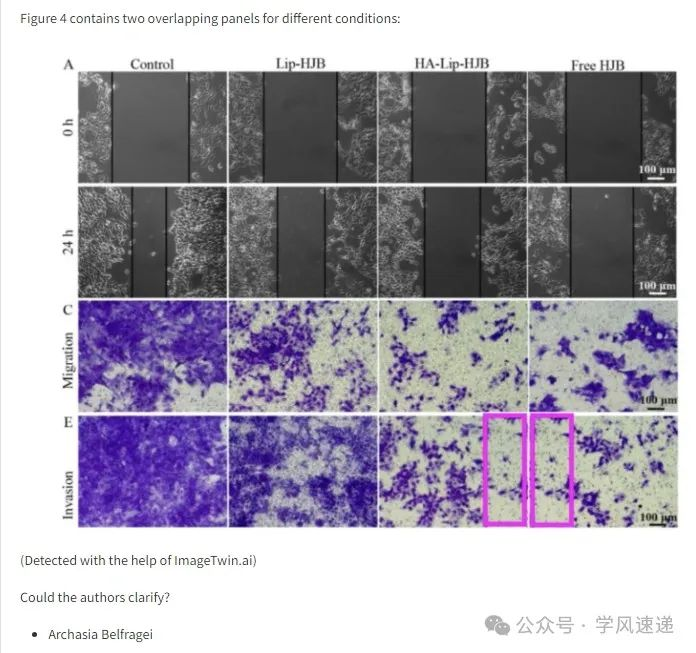 Figure 4 contains two overlapping panels for different conditions:
A Control Lip-HJB HA-Lip-HJB Free HJB
0 h
100 μm
24 h
100 μm
C
Migration
100 μm
E
Invasion
100 μm
(Detected with the help of ImageTwin.ai)
Could the authors clarify?
• Archasia Belfragei
公众号 · 学风速递